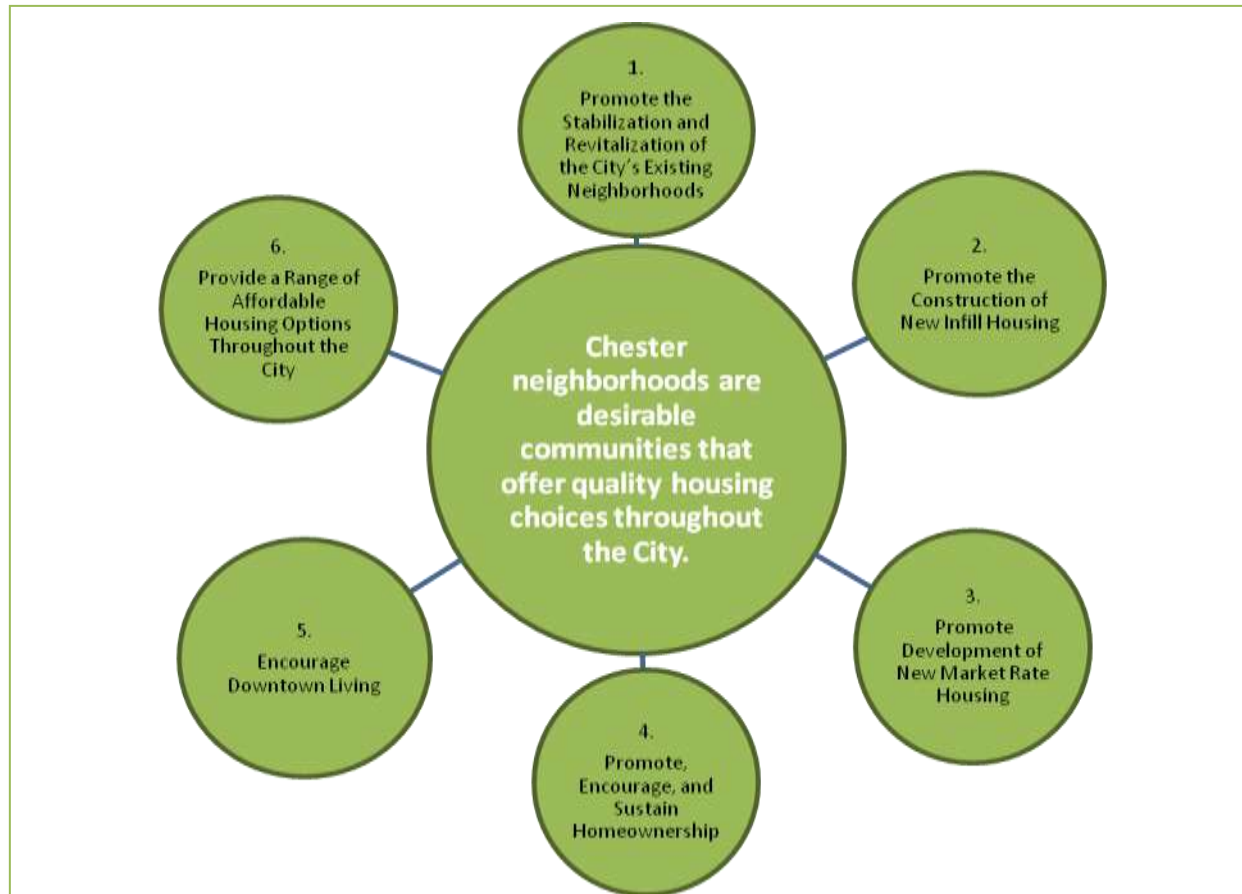 1.
Promote the
Stabilization and
Revitalization of
the City's Existing
Neighborhoods
2.
Promote the
Construction of
New Infill Housing
3.
Promote
Development of
New Market Rate
Housing
4.
Promote,
Encourage, and
Sustain
Homeownership
5.
Encourage
Downtown Living
6.
Provide a Range of
Affordable
Housing Options
Throughout the
City
Chester
neighborhoods are
desirable
communities that
offer quality housing
choices throughout
the City.